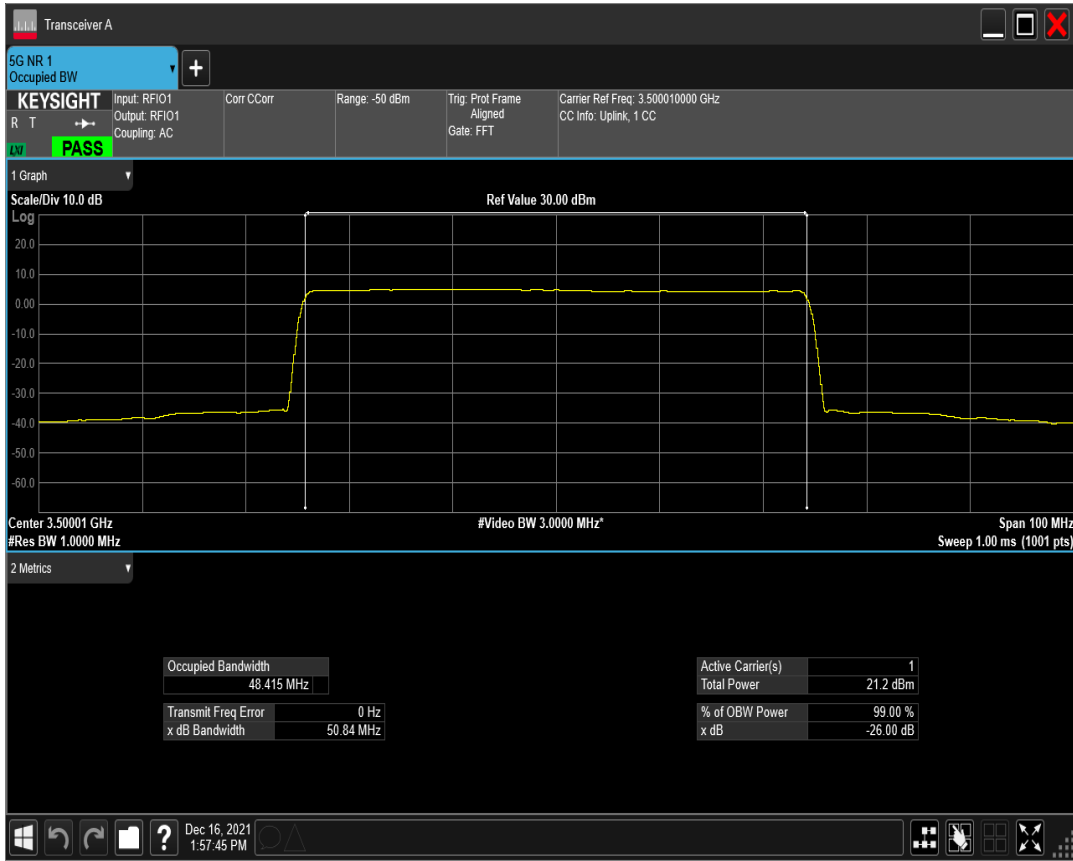 Transceiver A
5G NR 1
Occupied BW
KEYSIGHT
R T
LXI
PASS
Input: RFIO1
Output: RFIO1
Coupling: AC
Corr CCorr
Range: -50 dBm
Trig: Prot Frame
Aligned
Gate: FFT
Carrier Ref Freq: 3.500010000 GHz
CC Info: Uplink, 1 CC
1 Graph
Scale/Div 10.0 dB
Ref Value 30.00 dBm
Log
20.0
10.0
0.00
-10.0
-20.0
-30.0
-40.0
-50.0
-60.0
Center 3.50001 GHz
#Video BW 3.0000 MHz*
Span 100 MHz
#Res BW 1.0000 MHz
Sweep 1.00 ms (1001 pts)
2 Metrics
Occupied Bandwidth
48.415 MHz
Transmit Freq Error 0 Hz
x dB Bandwidth 50.84 MHz
Active Carrier(s) 1
Total Power 21.2 dBm
% of OBW Power 99.00 %
x dB -26.00 dB
?
Dec 16, 2021
1:57:45 PM